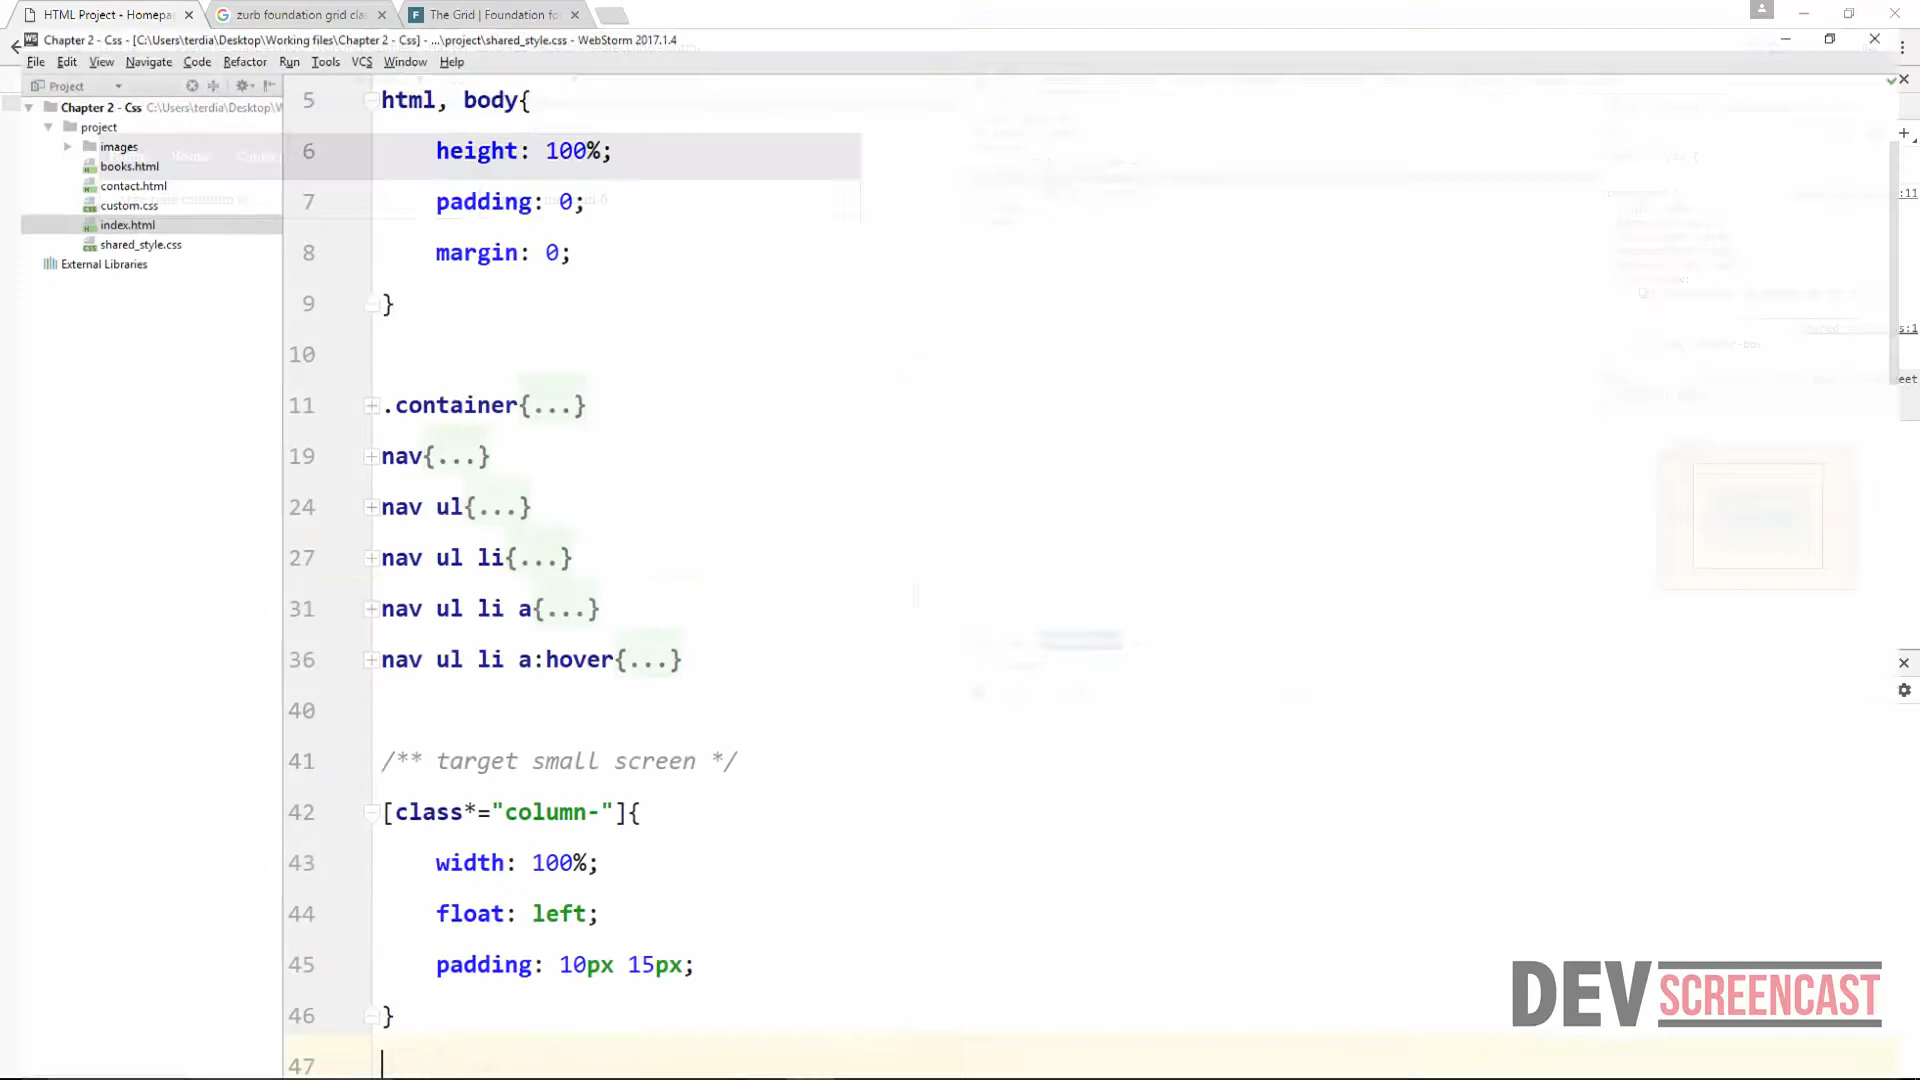 HTML Project - Homepa
zurb foundation grid cla
The Grid | Foundation fo
Chapter 2 - Css - [C:\Users\terdia\Desktop\Working files\Chapter 2 - Css] - ...\project\shared_style.css - WebStorm 2017.1.4
File Edit View Navigate Code Refactor Run Tools VCS Window Help
Project
Chapter 2 - Css C:\Users\terdia\Desktop\W
project
images
books.html
contact.html
custom.css
index.html
shared_style.css
External Libraries
5 html, body{
6 height: 100%;
7 padding: 0;
8 margin: 0;
9 }
10
11 .container{...}
19 nav{...}
24 nav ul{...}
27 nav ul li{...}
31 nav ul li a{...}
36 nav ul li a:hover{...}
40
41 /** target small screen */
42 [class*="column-"]{
43 width: 100%;
44 float: left;
45 padding: 10px 15px;
46 }
47
:11
s:1
eet
DEV SCREENCAST